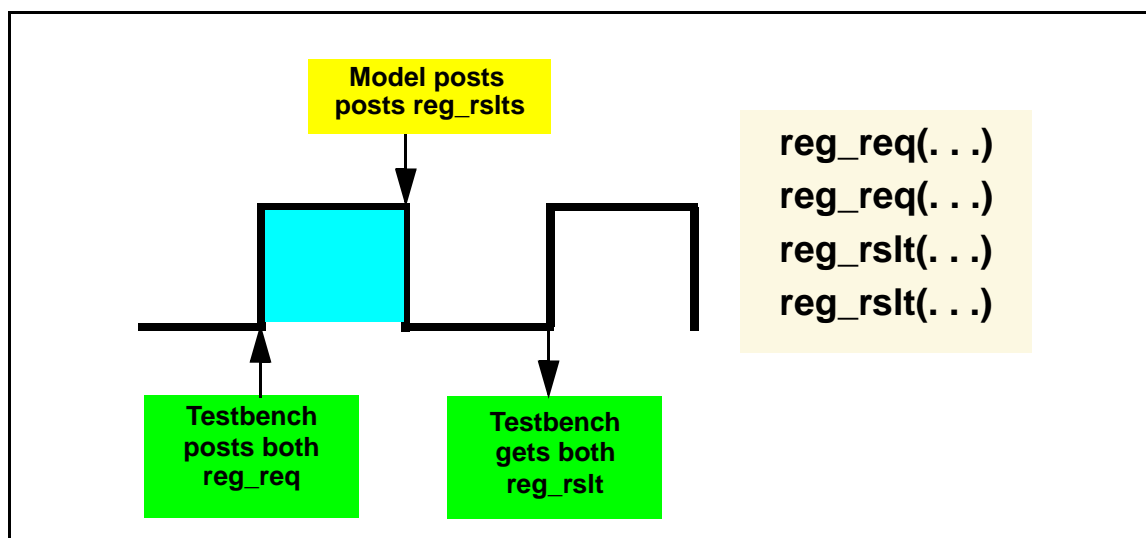 Model posts
posts reg_rslts
reg_req(. . .)
reg_req(. . .)
reg_rslt(. . .)
reg_rslt(. . .)
Testbench
posts both
reg_req
Testbench
gets both
reg_rslt